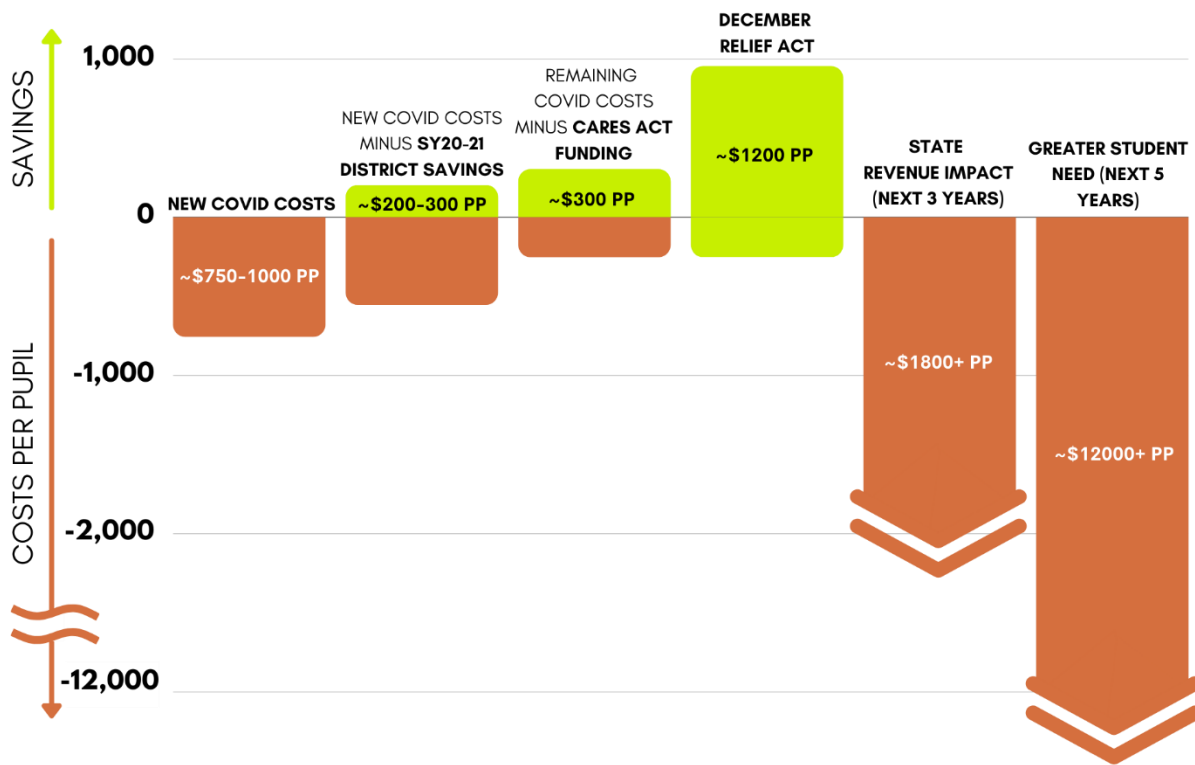 SAVINGS
COSTS PER PUPIL
1,000
0
-1,000
-2,000
-12,000
NEW COVID COSTS
~$750-1000 PP
NEW COVID COSTS
MINUS SY20-21
DISTRICT SAVINGS
~$200-300 PP
REMAINING
COVID COSTS
MINUS CARES ACT
FUNDING
~$300 PP
DECEMBER
RELIEF ACT
~$1200 PP
STATE
REVENUE IMPACT
(NEXT 3 YEARS)
~$1800+ PP
GREATER STUDENT
NEED (NEXT 5
YEARS)
~$12000+ PP